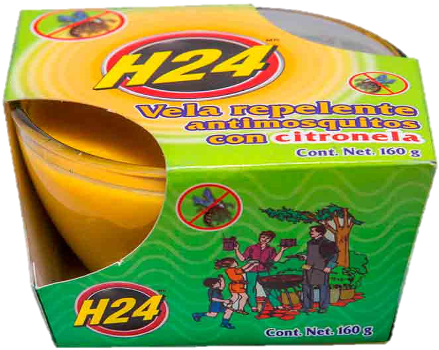 H24
Vela repelente
antimosquitos
con citronela
Cont. Net. 160 g
H24
Cont. Net. 160 g